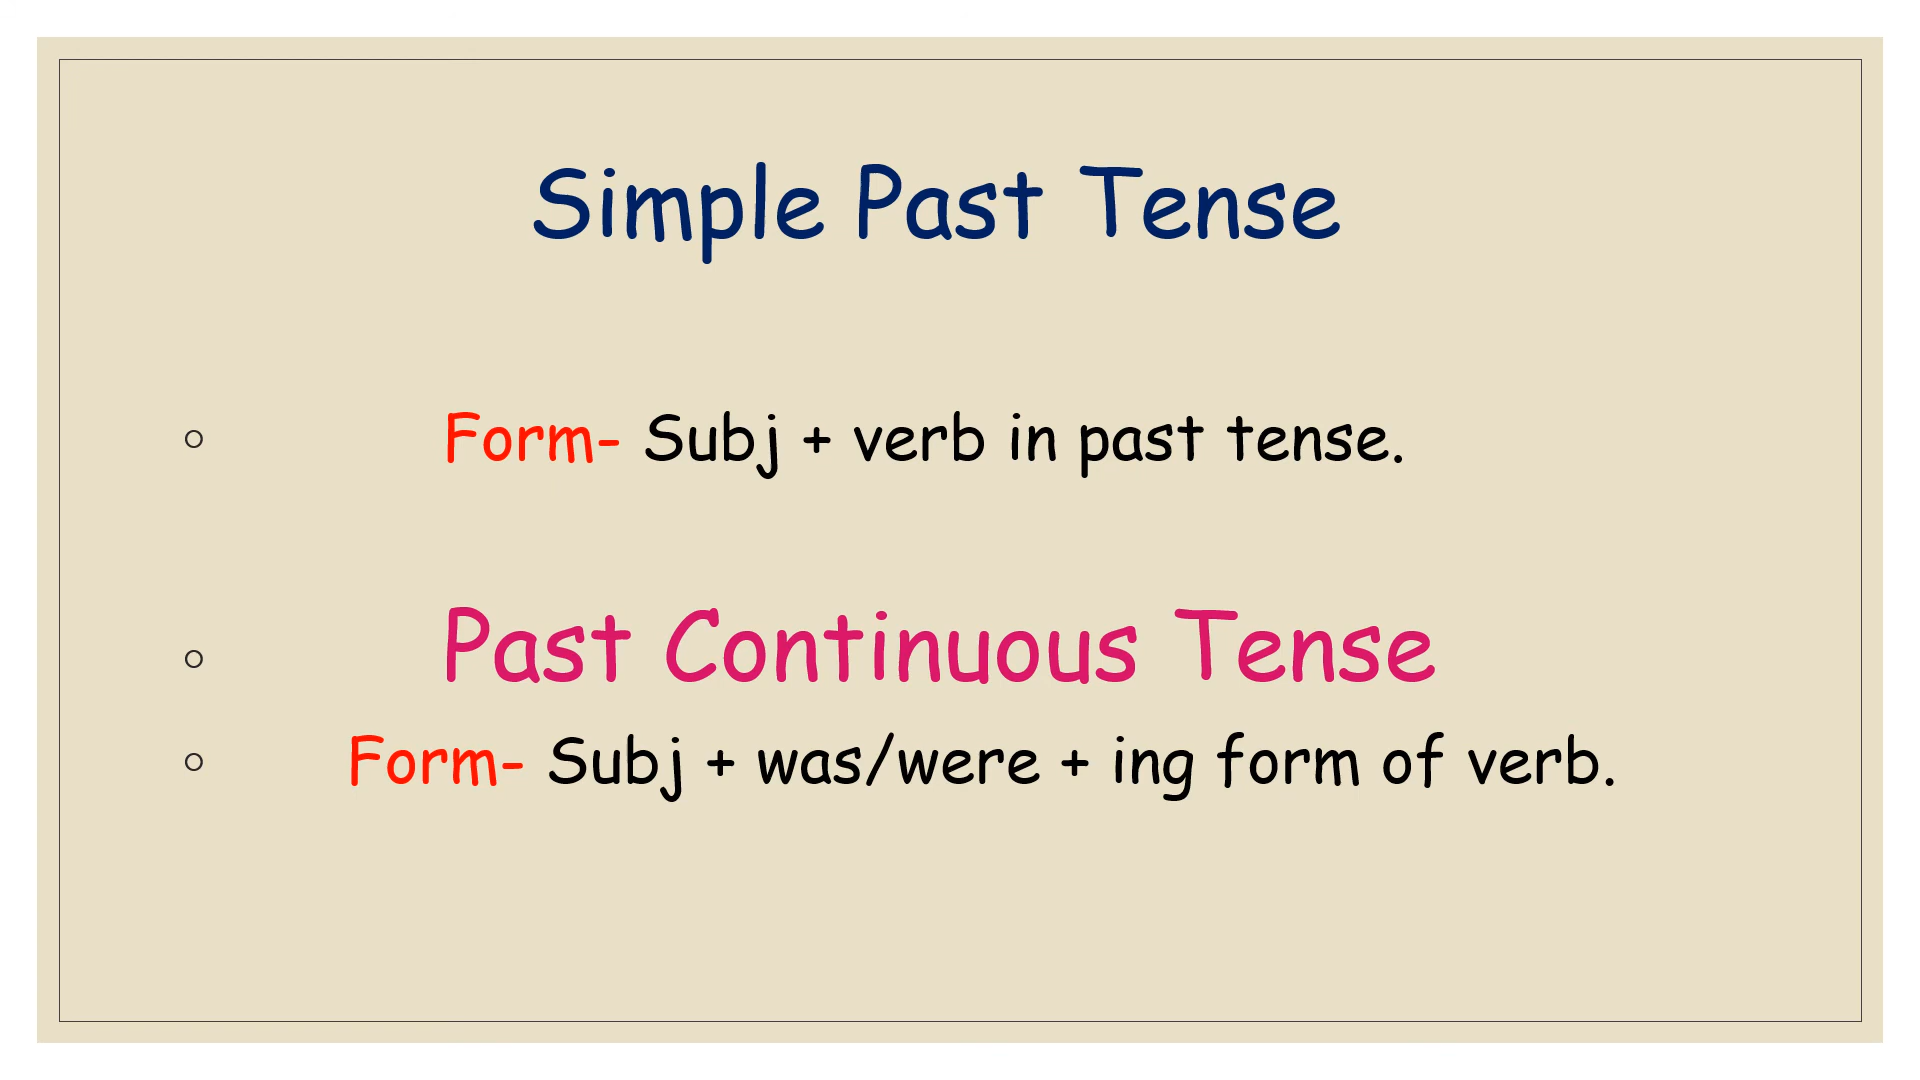 Simple Past Tense
Form- Subj + verb in past tense.
Past Continuous Tense
Form- Subj + was/were + ing form of verb.